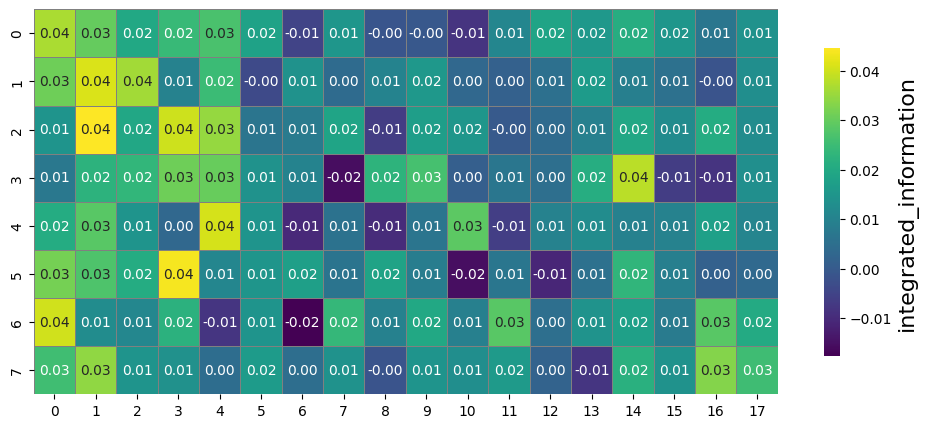 0 0.04 0.03 0.02 0.02 0.03 0.02 -0.01 0.01 -0.00 -0.00 -0.01 0.01 0.02 0.02 0.02 0.02 0.01 0.01
1 0.03 0.04 0.04 0.01 0.02 -0.00 0.01 0.00 0.01 0.02 0.00 0.00 0.01 0.02 0.01 0.01 -0.00 0.01
2 0.01 0.04 0.02 0.04 0.03 0.01 0.01 0.02 -0.01 0.02 0.02 -0.00 0.00 0.01 0.02 0.01 0.02 0.01
3 0.01 0.02 0.02 0.03 0.03 0.01 0.01 -0.02 0.02 0.03 0.00 0.01 0.00 0.02 0.04 -0.01 -0.01 0.01
4 0.02 0.03 0.01 0.00 0.04 0.01 -0.01 0.01 -0.01 0.01 0.03 -0.01 0.01 0.01 0.01 0.01 0.02 0.01
5 0.03 0.03 0.02 0.04 0.01 0.01 0.02 0.01 0.02 0.01 -0.02 0.01 -0.01 0.01 0.02 0.01 0.00 0.00
6 0.04 0.01 0.01 0.02 -0.01 0.01 -0.02 0.02 0.01 0.02 0.01 0.03 0.00 0.01 0.02 0.01 0.03 0.02
7 0.03 0.03 0.01 0.01 0.00 0.02 0.00 0.01 -0.00 0.01 0.01 0.02 0.00 -0.01 0.02 0.01 0.03 0.03
0 1 2 3 4 5 6 7 8 9 10 11 12 13 14 15 16 17
0.04
0.03
0.02
0.01
0.00
−0.01
integrated_information